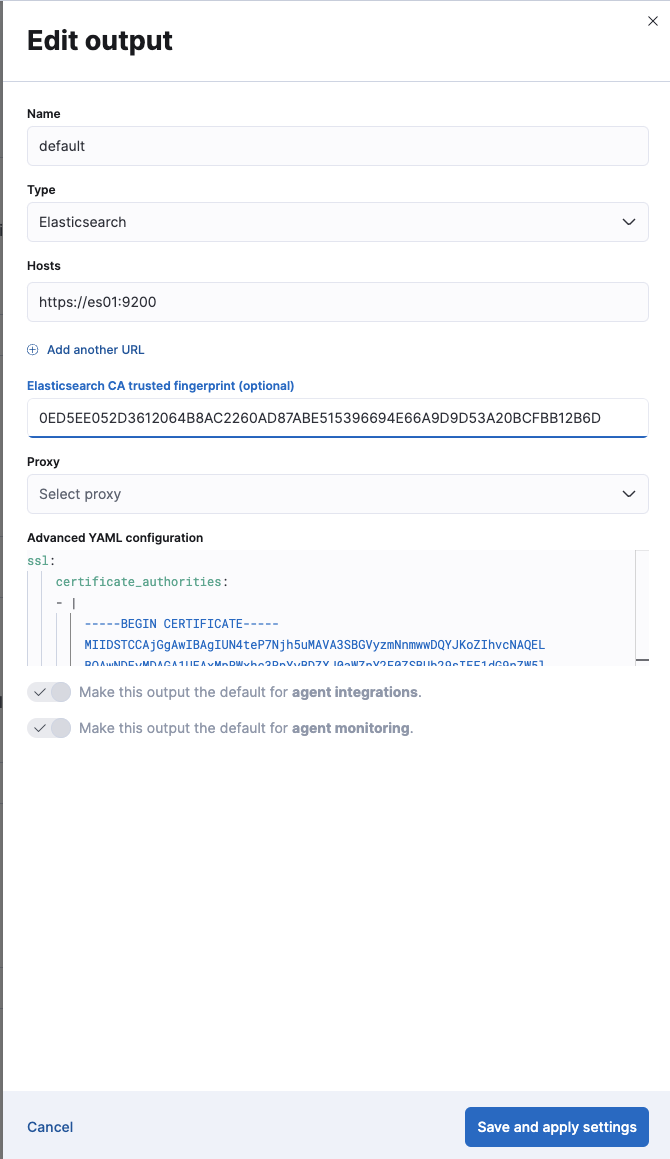 Edit output
Name
default
Type
Elasticsearch
Hosts
https://es01:9200
Add another URL
Elasticsearch CA trusted fingerprint (optional)
0ED5EE052D3612064B8AC2260AD87ABE515396694E66A9D9D53A20BCFBB12B6D
Proxy
Select proxy
Advanced YAML configuration
ssl:
certificate_authorities:
- |
-----BEGIN CERTIFICATE-----
MIIDSTCCAjGgAwIBAgIUN4teP7Njh5uMAVA3SBGVyzmNnmwwDQYJKoZIhvcNAQEL
Make this output the default for agent integrations.
Make this output the default for agent monitoring.
Cancel
Save and apply settings